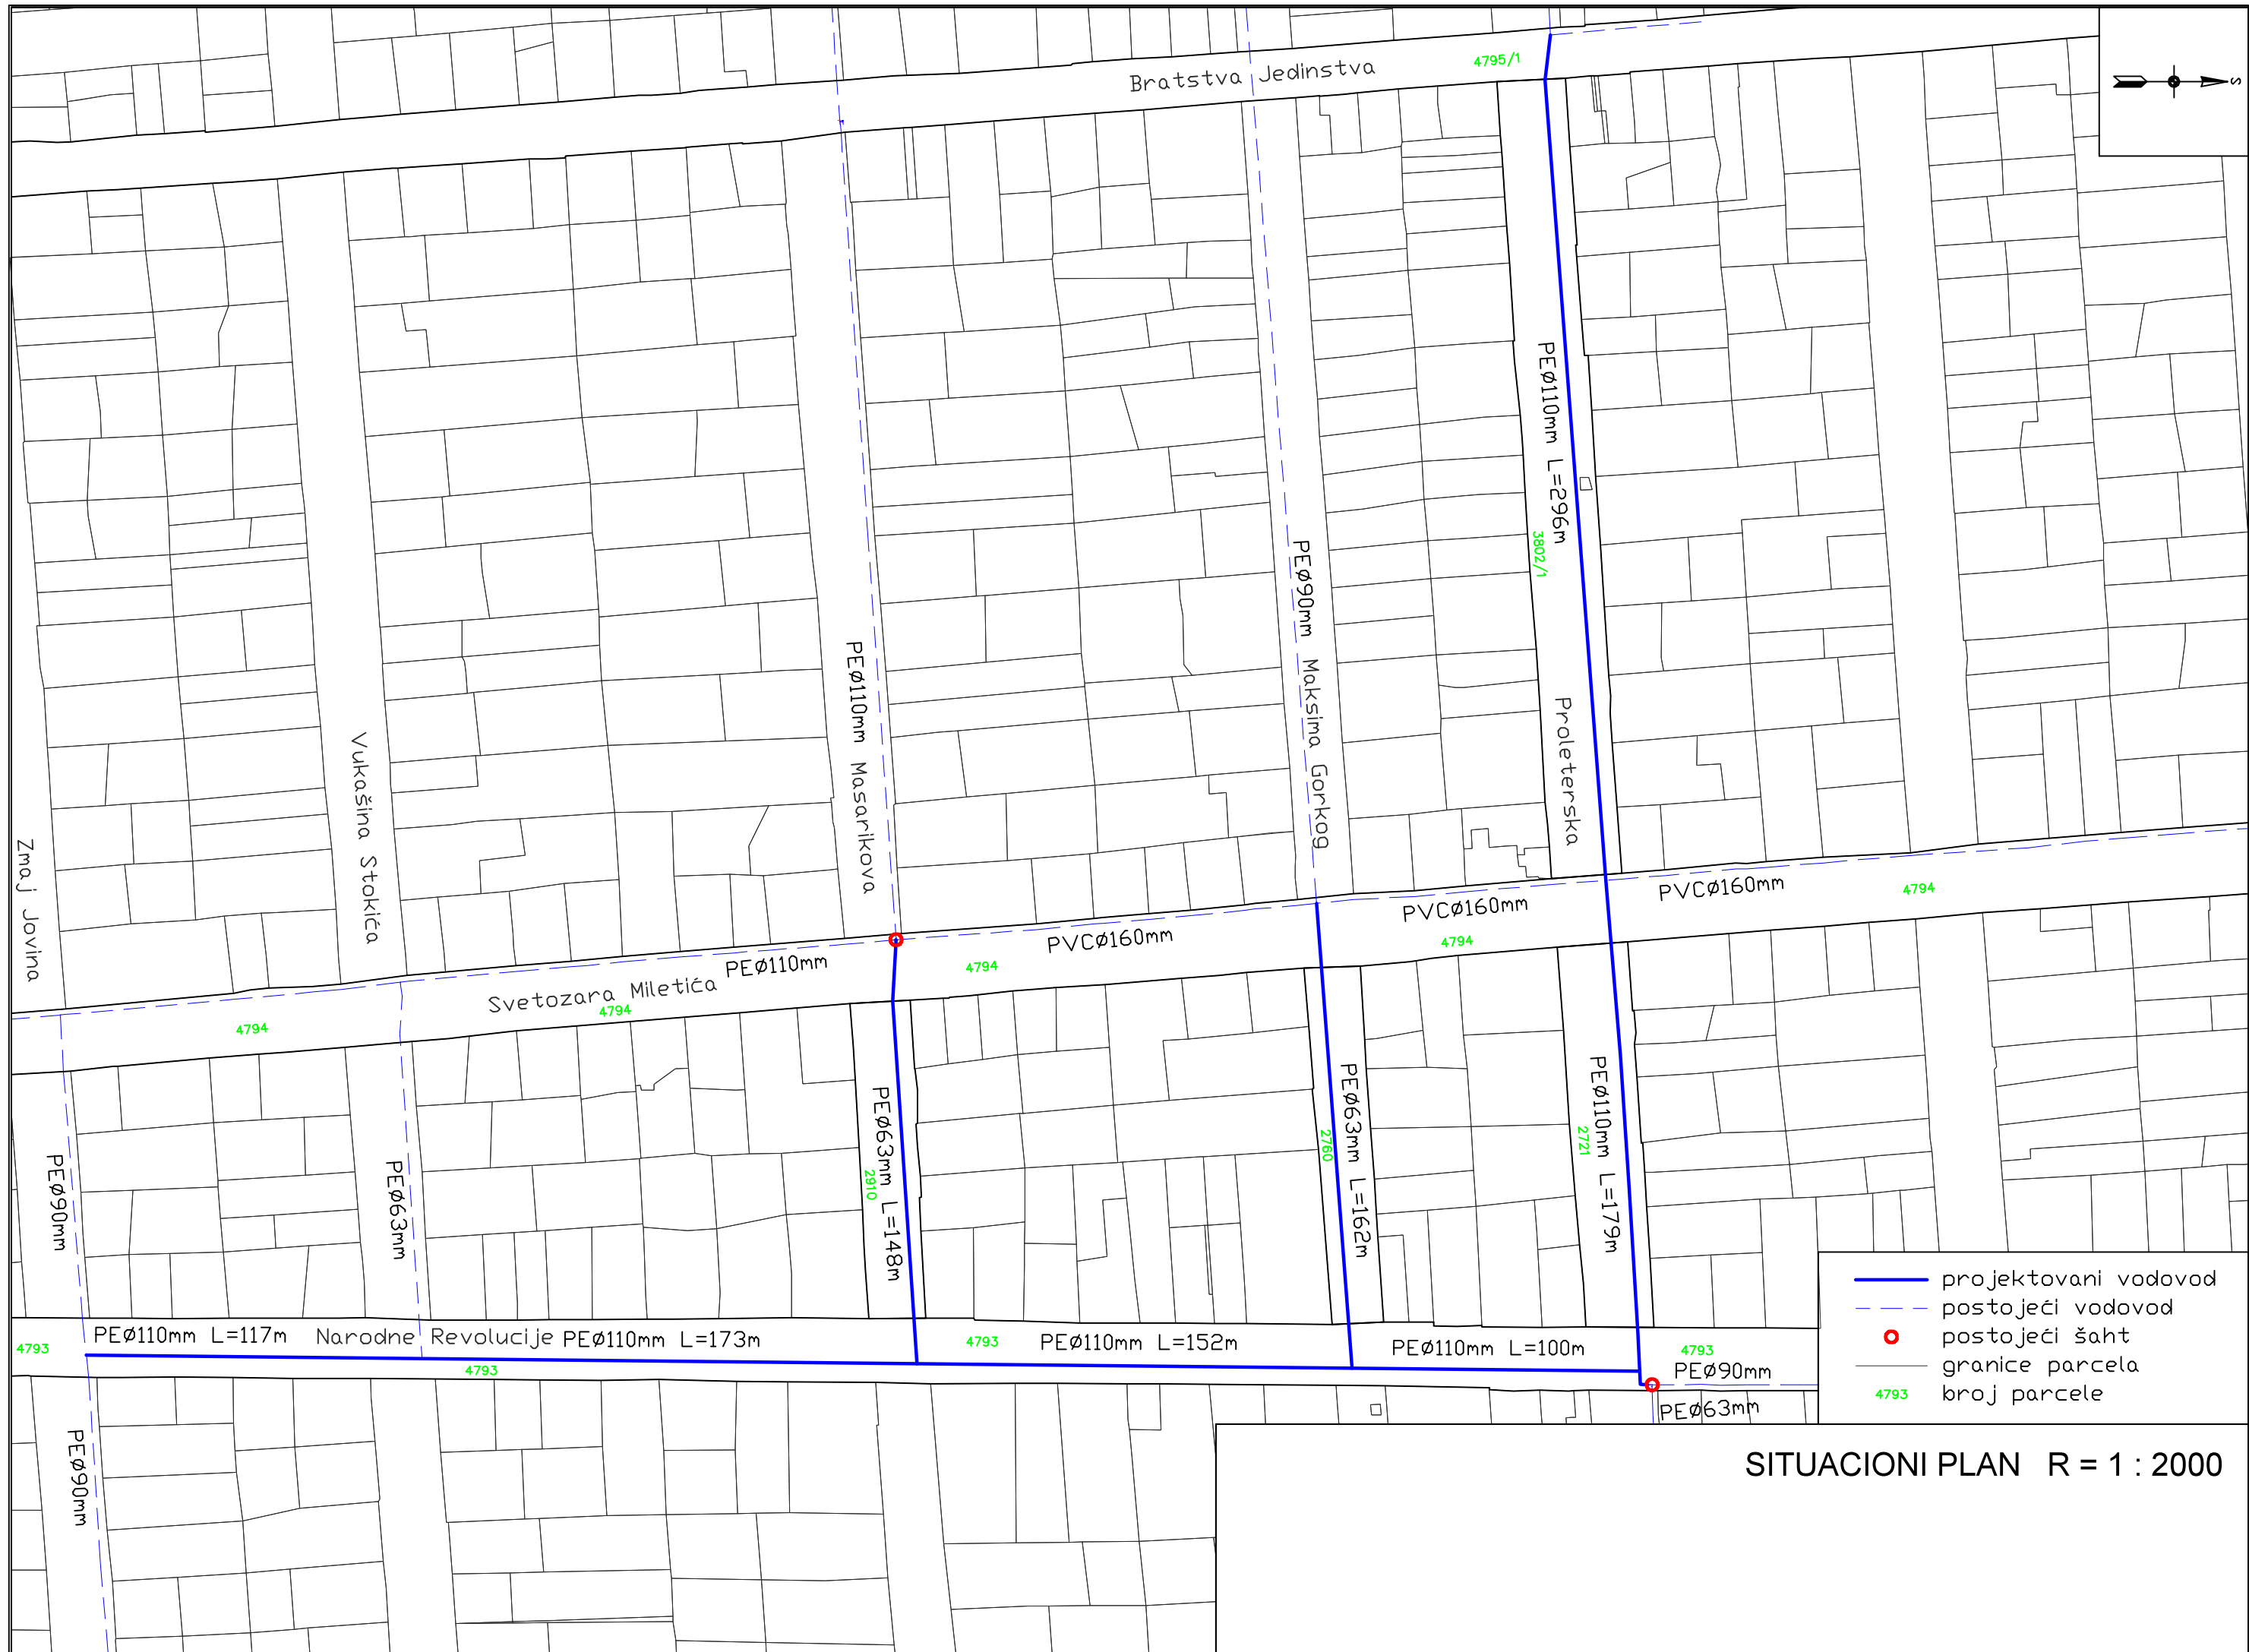 Bratstva Jedinstva
4795/1
S
PEØ110mm L=296m
3802/1
Proleterska
PEØ90mm Maksima Gorkog
PEØ110mm Masarikova
Vukašina Stokića
Zmaj Jovina
PVCØ160mm
4794
PVCØ160mm
4794
PVCØ160mm
4794
PEØ110mm
Svetozara Miletića
4794
4794
PEØ90mm
PEØ63mm
PEØ63mm L=148m
2910
PEØ63mm L=162m
2760
PEØ110mm L=179m
2721
4793
PEØ110mm L=117m
Narodne Revolucije
PEØ110mm L=173m
4793
4793
PEØ110mm L=152m
PEØ110mm L=100m
4793
PEØ90mm
PEØ63mm
PEØ90mm
projektovani vodovod
postojeći vodovod
postojeći šaht
granice parcela
4793 broj parcele
SITUACIONI PLAN R = 1 : 2000